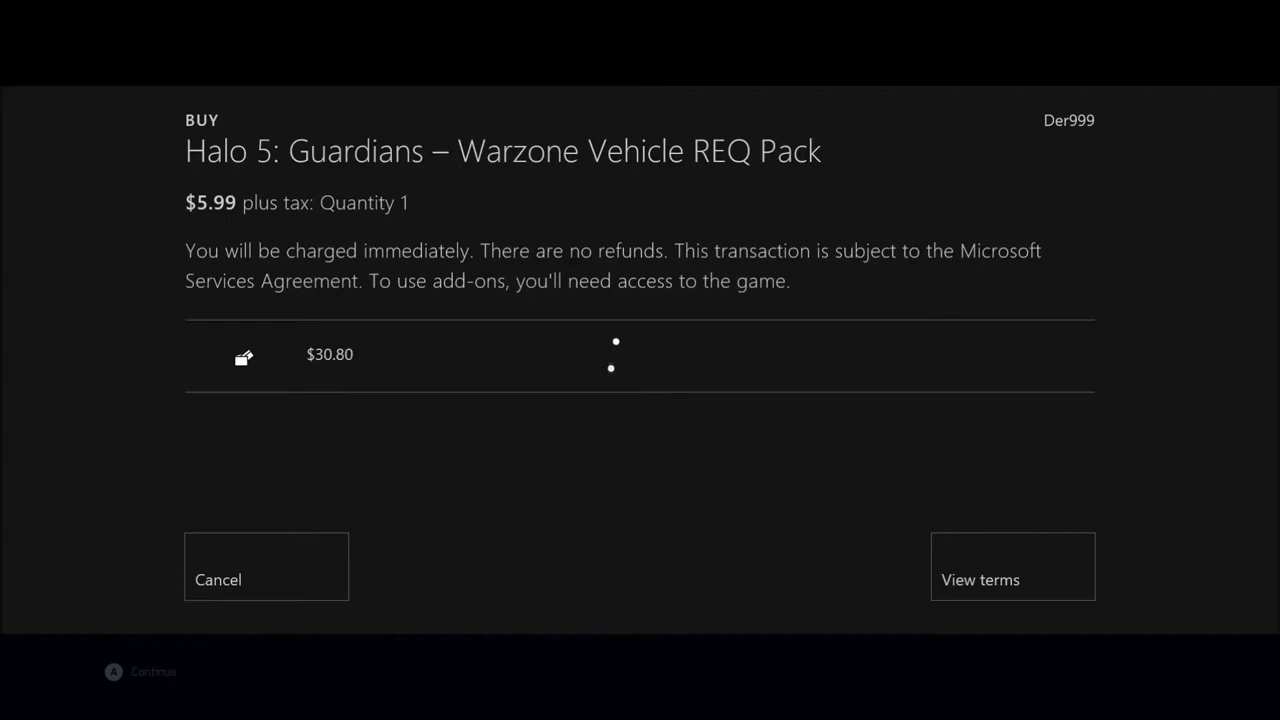 BUY
Der999
Halo 5: Guardians – Warzone Vehicle REQ Pack
$5.99 plus tax: Quantity 1
You will be charged immediately. There are no refunds. This transaction is subject to the Microsoft
Services Agreement. To use add-ons, you'll need access to the game.
$30.80
Cancel
View terms
A Continue